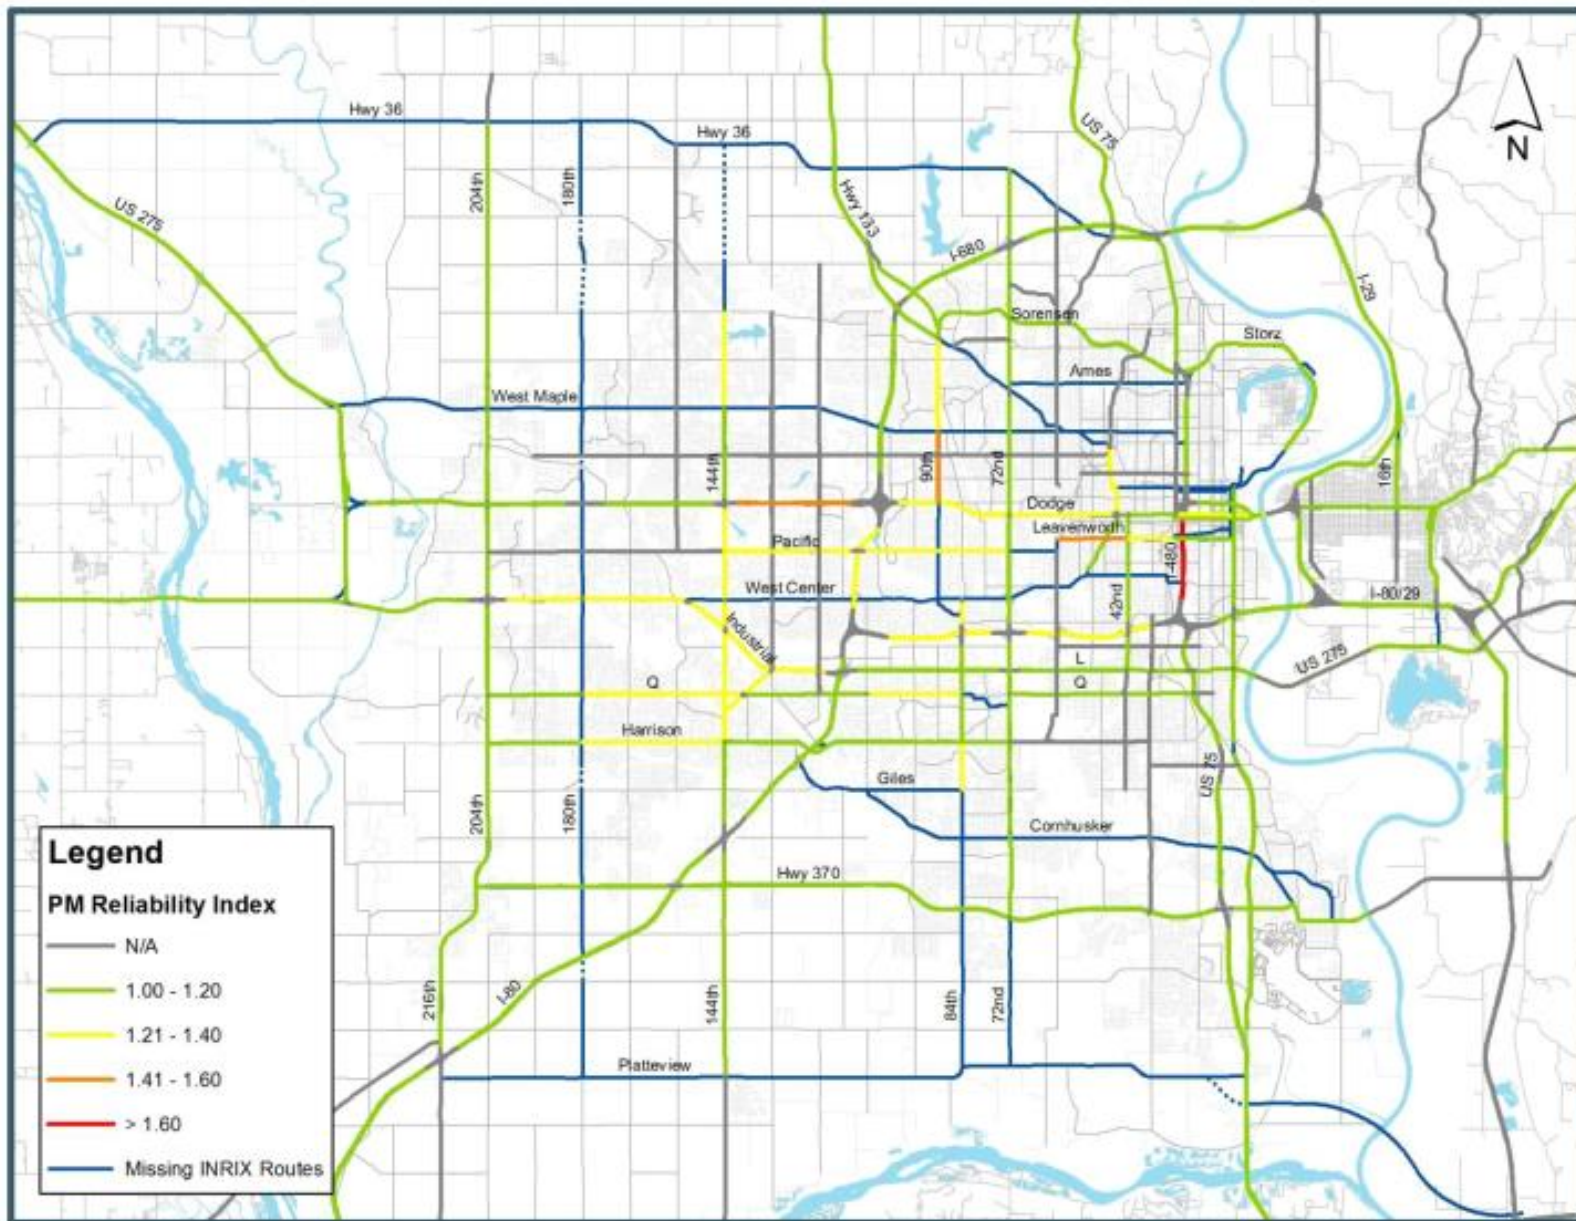 Hwy 36
Hwy 36
US 75
N
204th
180th
Hwy 133
US 275
I-680
I-29
Sorensen
Storz
Ames
West Maple
144th
90th
72nd
16th
Dodge
Leavenworth
Pacific
I-480
West Center
42nd
I-80/29
Industrial
L
US 275
Q
Q
Harrison
Giles
US 75
204th
180th
Cornhusker
Hwy 370
216th
I-80
144th
84th
72nd
Platteview
Legend
PM Reliability Index
N/A
1.00 - 1.20
1.21 - 1.40
1.41 - 1.60
> 1.60
Missing INRIX Routes